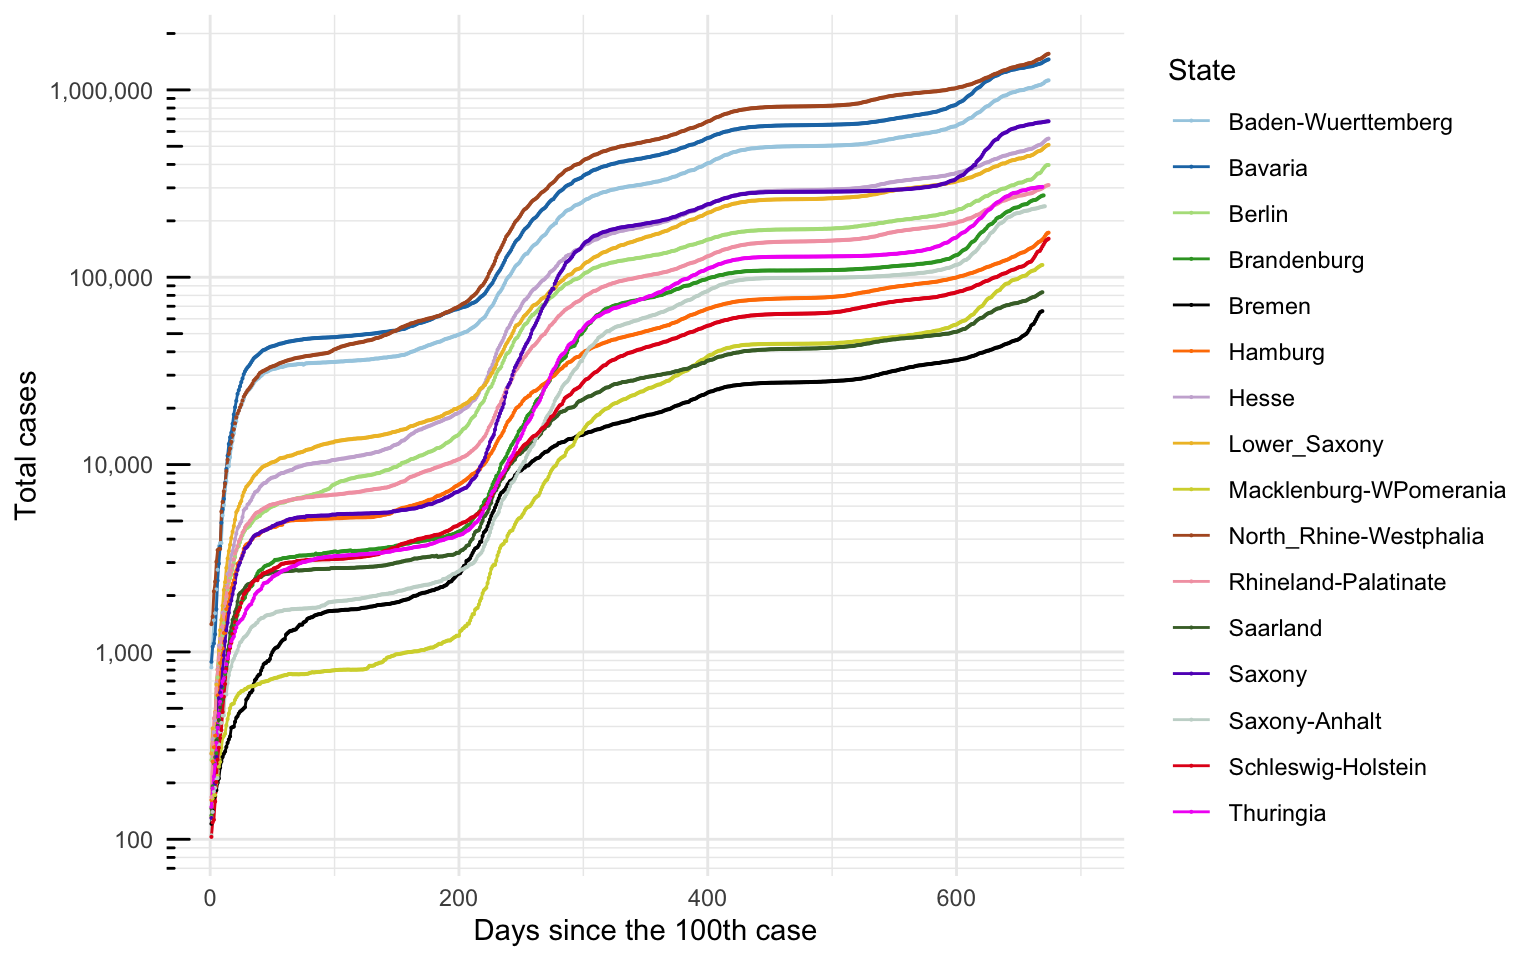 1,000,000
100,000
10,000
1,000
100
Total cases
0 200 400 600
Days since the 100th case
State
Baden-Wuerttemberg
Bavaria
Berlin
Brandenburg
Bremen
Hamburg
Hesse
Lower_Saxony
Macklenburg-WPomerania
North_Rhine-Westphalia
Rhineland-Palatinate
Saarland
Saxony
Saxony-Anhalt
Schleswig-Holstein
Thuringia